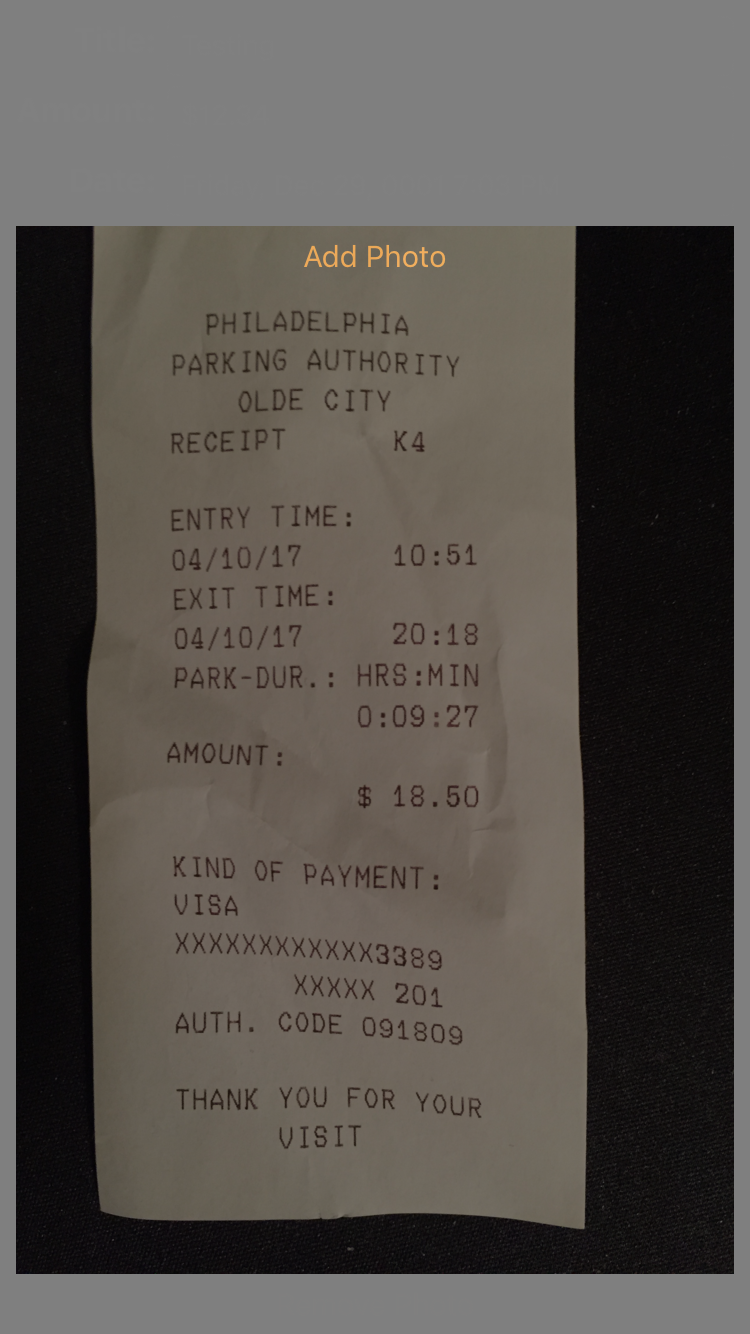 Add Photo
PHILADELPHIA
PARKING AUTHORITY
OLDE CITY
RECEIPT K4
ENTRY TIME:
04/10/17 10:51
EXIT TIME:
04/10/17 20:18
PARK-DUR.: HRS:MIN
0:09:27
AMOUNT:
$ 18.50
KIND OF PAYMENT:
VISA
XXXXXXXXXXXX3389
XXXXX 201
AUTH. CODE 091809
THANK YOU FOR YOUR
VISIT